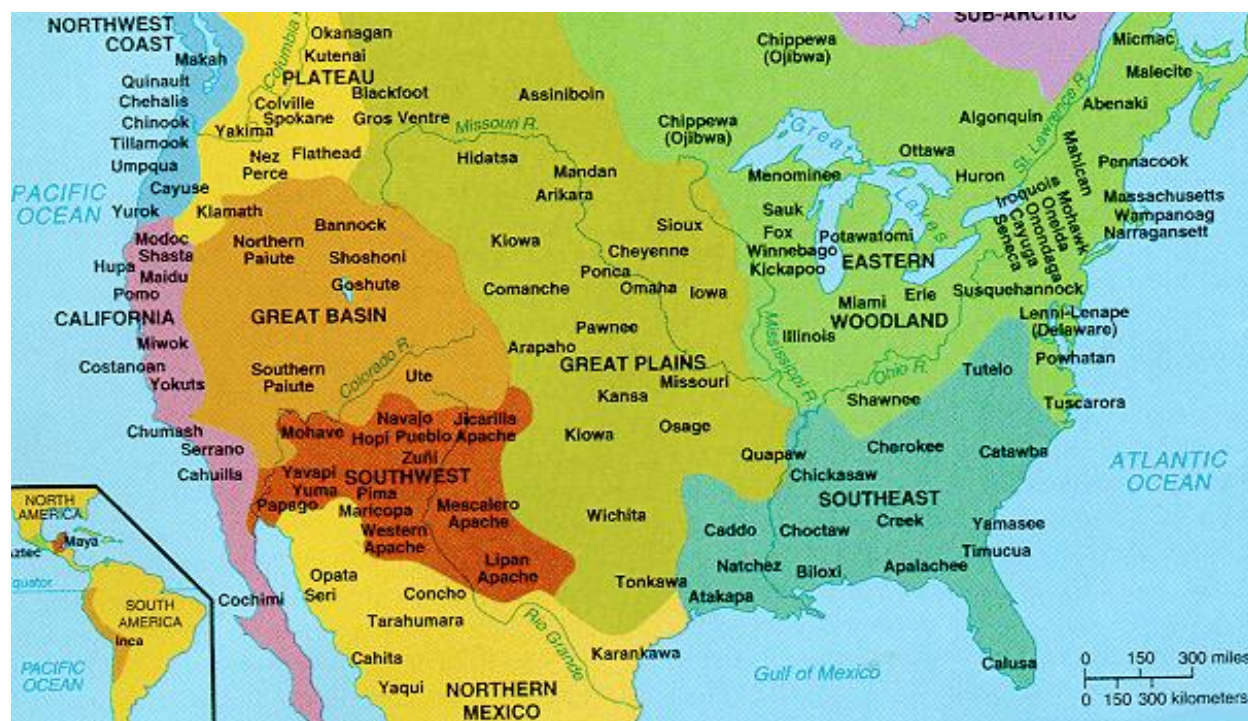 NORTHWEST
COAST
Makah
Quinault
Chehalis
Chinook
Tillamook
Umpqua
Cayuse
Yurok
PACIFIC
OCEAN
Okanagan
Kutenai
PLATEAU
Columbia R.
Colville
Spokane
Yakima
Nez
Perce
Flathead
Klamath
Blackfoot
Gros Ventre
Assiniboin
Missouri R.
Hidatsa
Mandan
Arikara
Sioux
Kiowa
Cheyenne
Ponca
Omaha
Iowa
Comanche
Pawnee
Arapaho
GREAT PLAINS
Missouri
Kansa
Kiowa
Osage
Quapaw
Wichita
Tonkawa
SUB-ARCTIC
Chippewa
(Ojibwa)
Chippewa
(Ojibwa)
Micmac
Malecite
Abenaki
Algonquin
St. Lawrence R.
Great
Lakes
Ottawa
Huron
Mahican
Pennacook
Massachusetts
Wampanoag
Narragansett
Menominee
Sauk
Fox
Winnebago
Kickapoo
Potawatomi
EASTERN
WOODLAND
Iroquois
Mohawk
Oneida
Onondaga
Cayuga
Seneca
Susquehannock
Miami
Erie
Illinois
Lenni-Lenape
(Delaware)
Powhatan
Tuscarora
Mississippi R.
Ohio R.
Shawnee
Tutelo
Modoc
Shasta
Hupa
Maidu
Pomo
CALIFORNIA
Miwok
Costanoan
Yokuts
Chumash
Serrano
Cahuilla
Cochimi
Bannock
Northern
Paiute
Shoshoni
Goshute
GREAT BASIN
Southern
Paiute
Colorado R.
Ute
Mohave
Navajo
Hopi
Pueblo
Jicarilla
Apache
Zuñi
Yavapi
SOUTHWEST
Yuma
Pima
Papago
Maricopa
Western
Apache
Mescalero
Apache
Lipan
Apache
Cherokee
Catawba
Chickasaw
SOUTHEAST
Caddo
Choctaw
Creek
Yamasee
Timucua
Natchez
Biloxi
Apalachee
Atakapa
Calusa
ATLANTIC
OCEAN
Opata
Seri
Concho
Tarahumara
Cahita
Yaqui
NORTHERN
MEXICO
Rio Grande
Karankawa
Gulf of Mexico
0 150 300 miles
0 150 300 kilometers
NORTH
AMERICA
Maya
SOUTH
AMERICA
Inca
PACIFIC
OCEAN